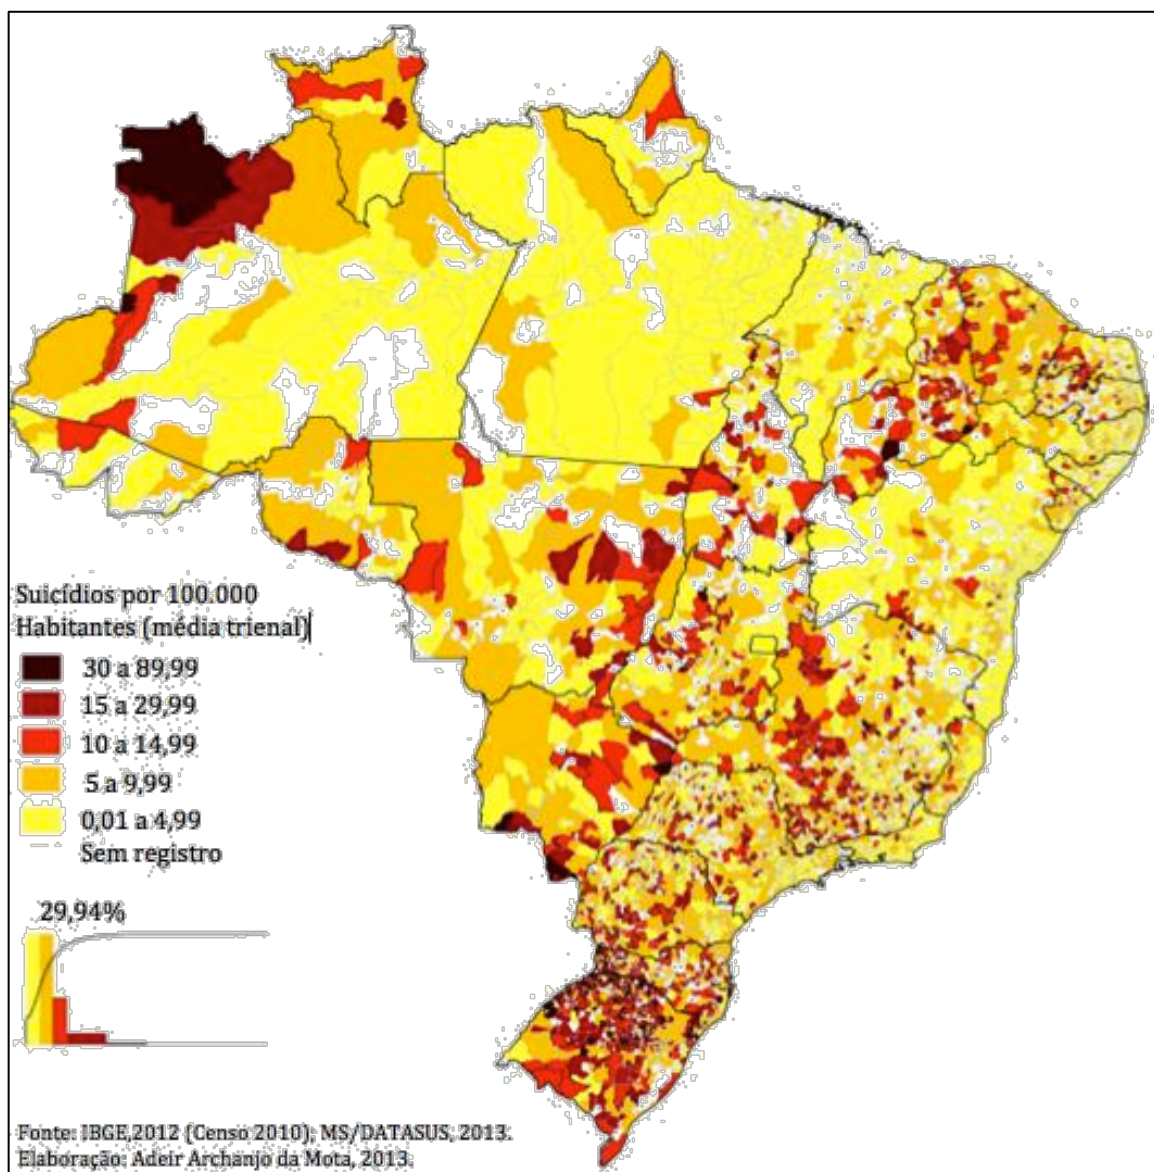 Suicídios por 100.000
Habitantes (média trienal)
30 a 89,99
15 a 29,99
10 a 14,99
5 a 9,99
0,01 a 4,99
Sem registro
29,94%
Fonte: IBGE,2012 (Censo 2010); MS/DATASUS, 2013.
Elaboração: Adeir Archanjo da Mota, 2013.